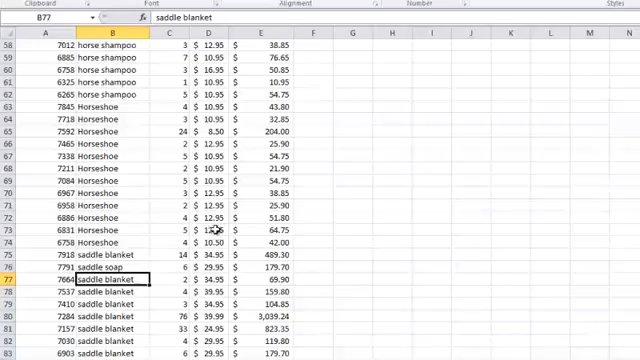 Clipboard Font Alignment Number Styles
B77 fx saddle blanket
A B C D E F G H I J K L M N
58 7012 horse shampoo 3 $ 12.95 $ 38.85
59 6885 horse shampoo 7 $ 10.95 $ 76.65
60 6758 horse shampoo 3 $ 16.95 $ 50.85
61 6325 horse shampoo 1 $ 10.95 $ 10.95
62 6265 horse shampoo 5 $ 10.95 $ 54.75
63 7845 Horseshoe 4 $ 10.95 $ 43.80
64 7718 Horseshoe 3 $ 10.95 $ 32.85
65 7592 Horseshoe 24 $ 8.50 $ 204.00
66 7465 Horseshoe 2 $ 12.95 $ 25.90
67 7338 Horseshoe 5 $ 10.95 $ 54.75
68 7211 Horseshoe 2 $ 10.95 $ 21.90
69 7084 Horseshoe 5 $ 10.95 $ 54.75
70 6967 Horseshoe 3 $ 12.95 $ 38.85
71 6958 Horseshoe 2 $ 12.95 $ 25.90
72 6886 Horseshoe 4 $ 12.95 $ 51.80
73 6831 Horseshoe 5 $ $ 64.75
74 6758 Horseshoe 4 $ 10.50 $ 42.00
75 7918 saddle blanket 14 $ 34.95 $ 489.30
76 7791 saddle soap 6 $ 29.95 $ 179.70
77 7664 saddle blanket 2 $ 34.95 $ 69.90
78 7537 saddle blanket 4 $ 39.95 $ 159.80
79 7410 saddle blanket 3 $ 34.95 $ 104.85
80 7284 saddle blanket 76 $ 39.99 $ 3,039.24
81 7157 saddle blanket 33 $ 24.95 $ 823.35
82 7030 saddle blanket 4 $ 29.95 $ 119.80
83 6903 saddle blanket 6 $ 29.95 $ 179.70